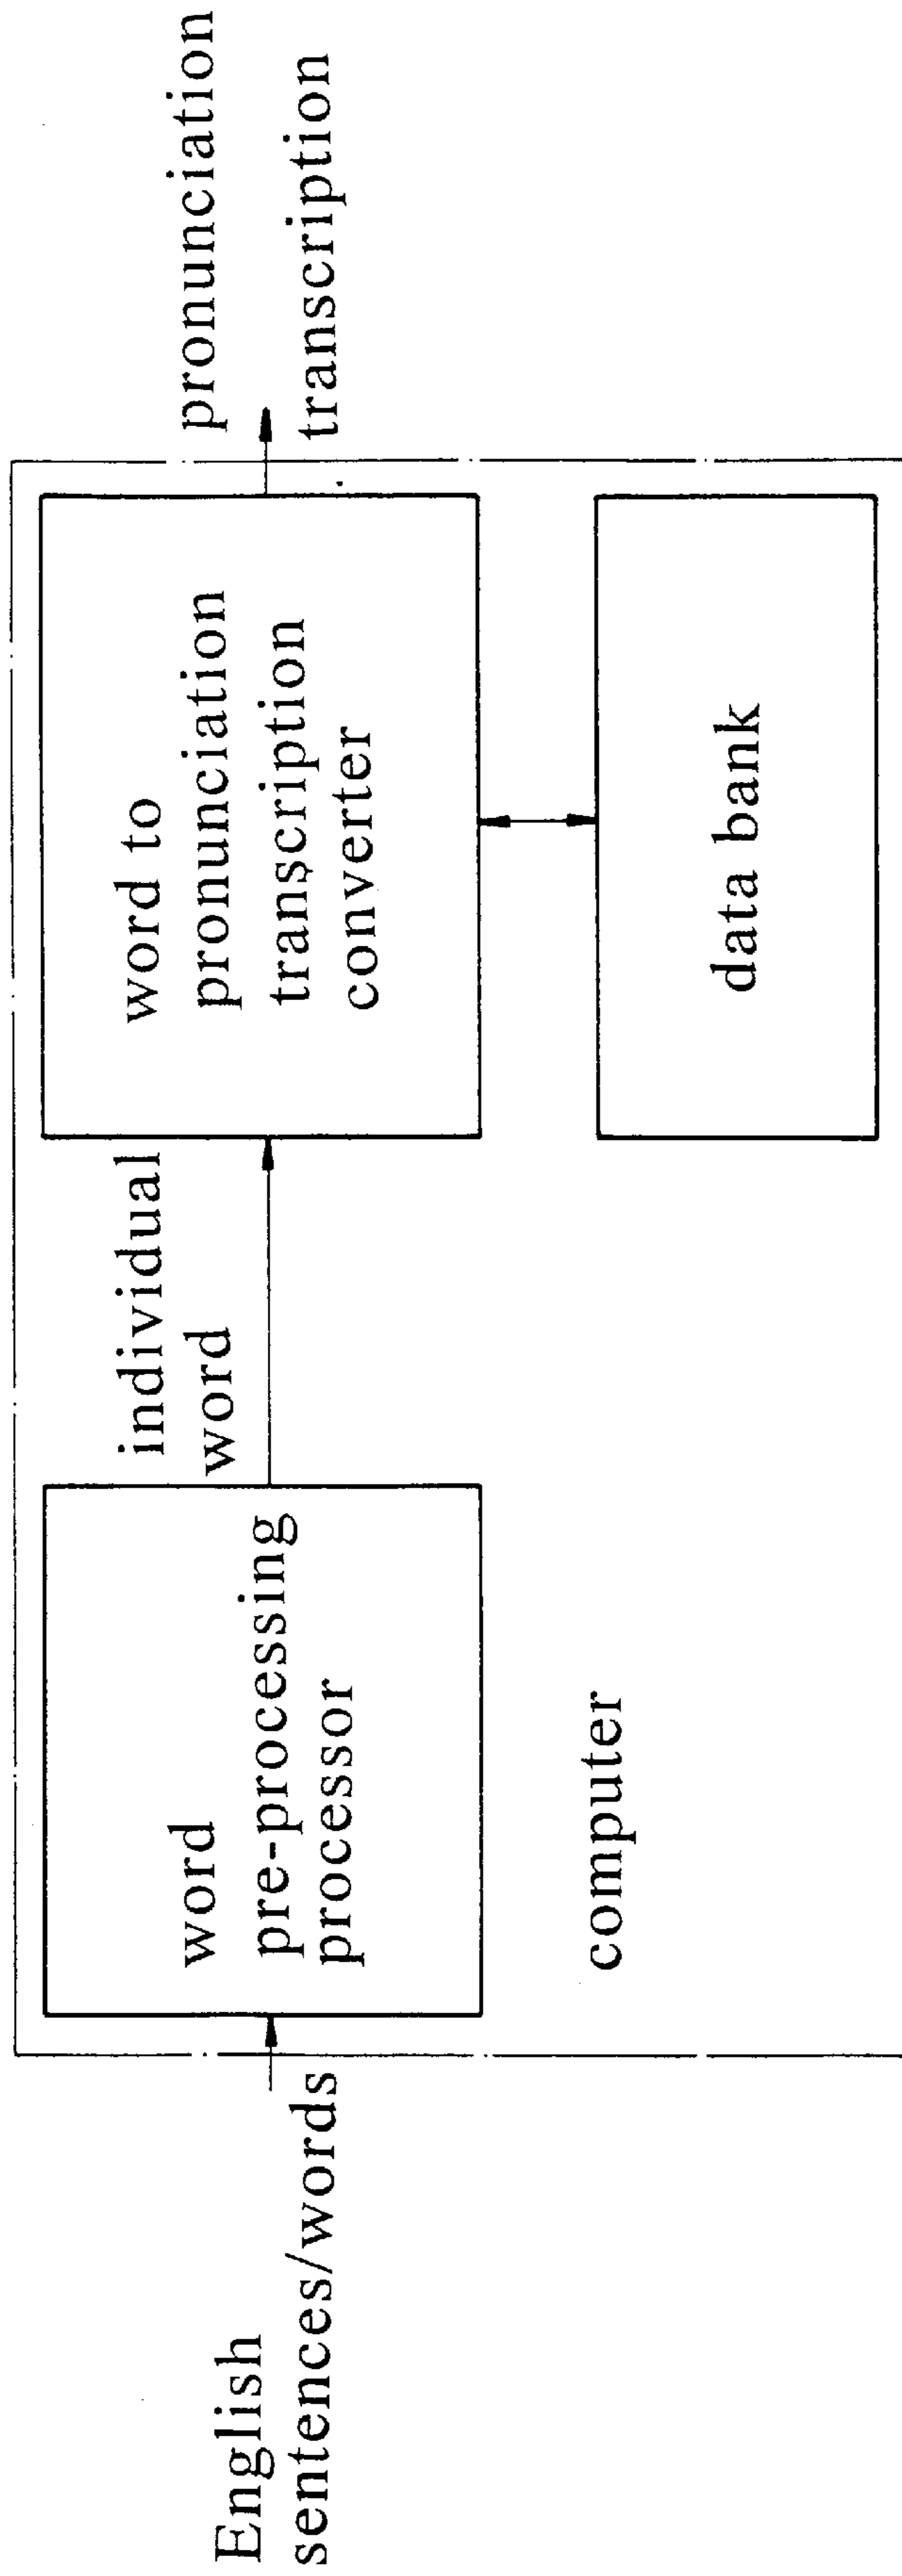 English
sentences/words
word
pre-processing
processor
individual
word
word to
pronunciation
transcription
converter
pronunciation
transcription
computer
data bank